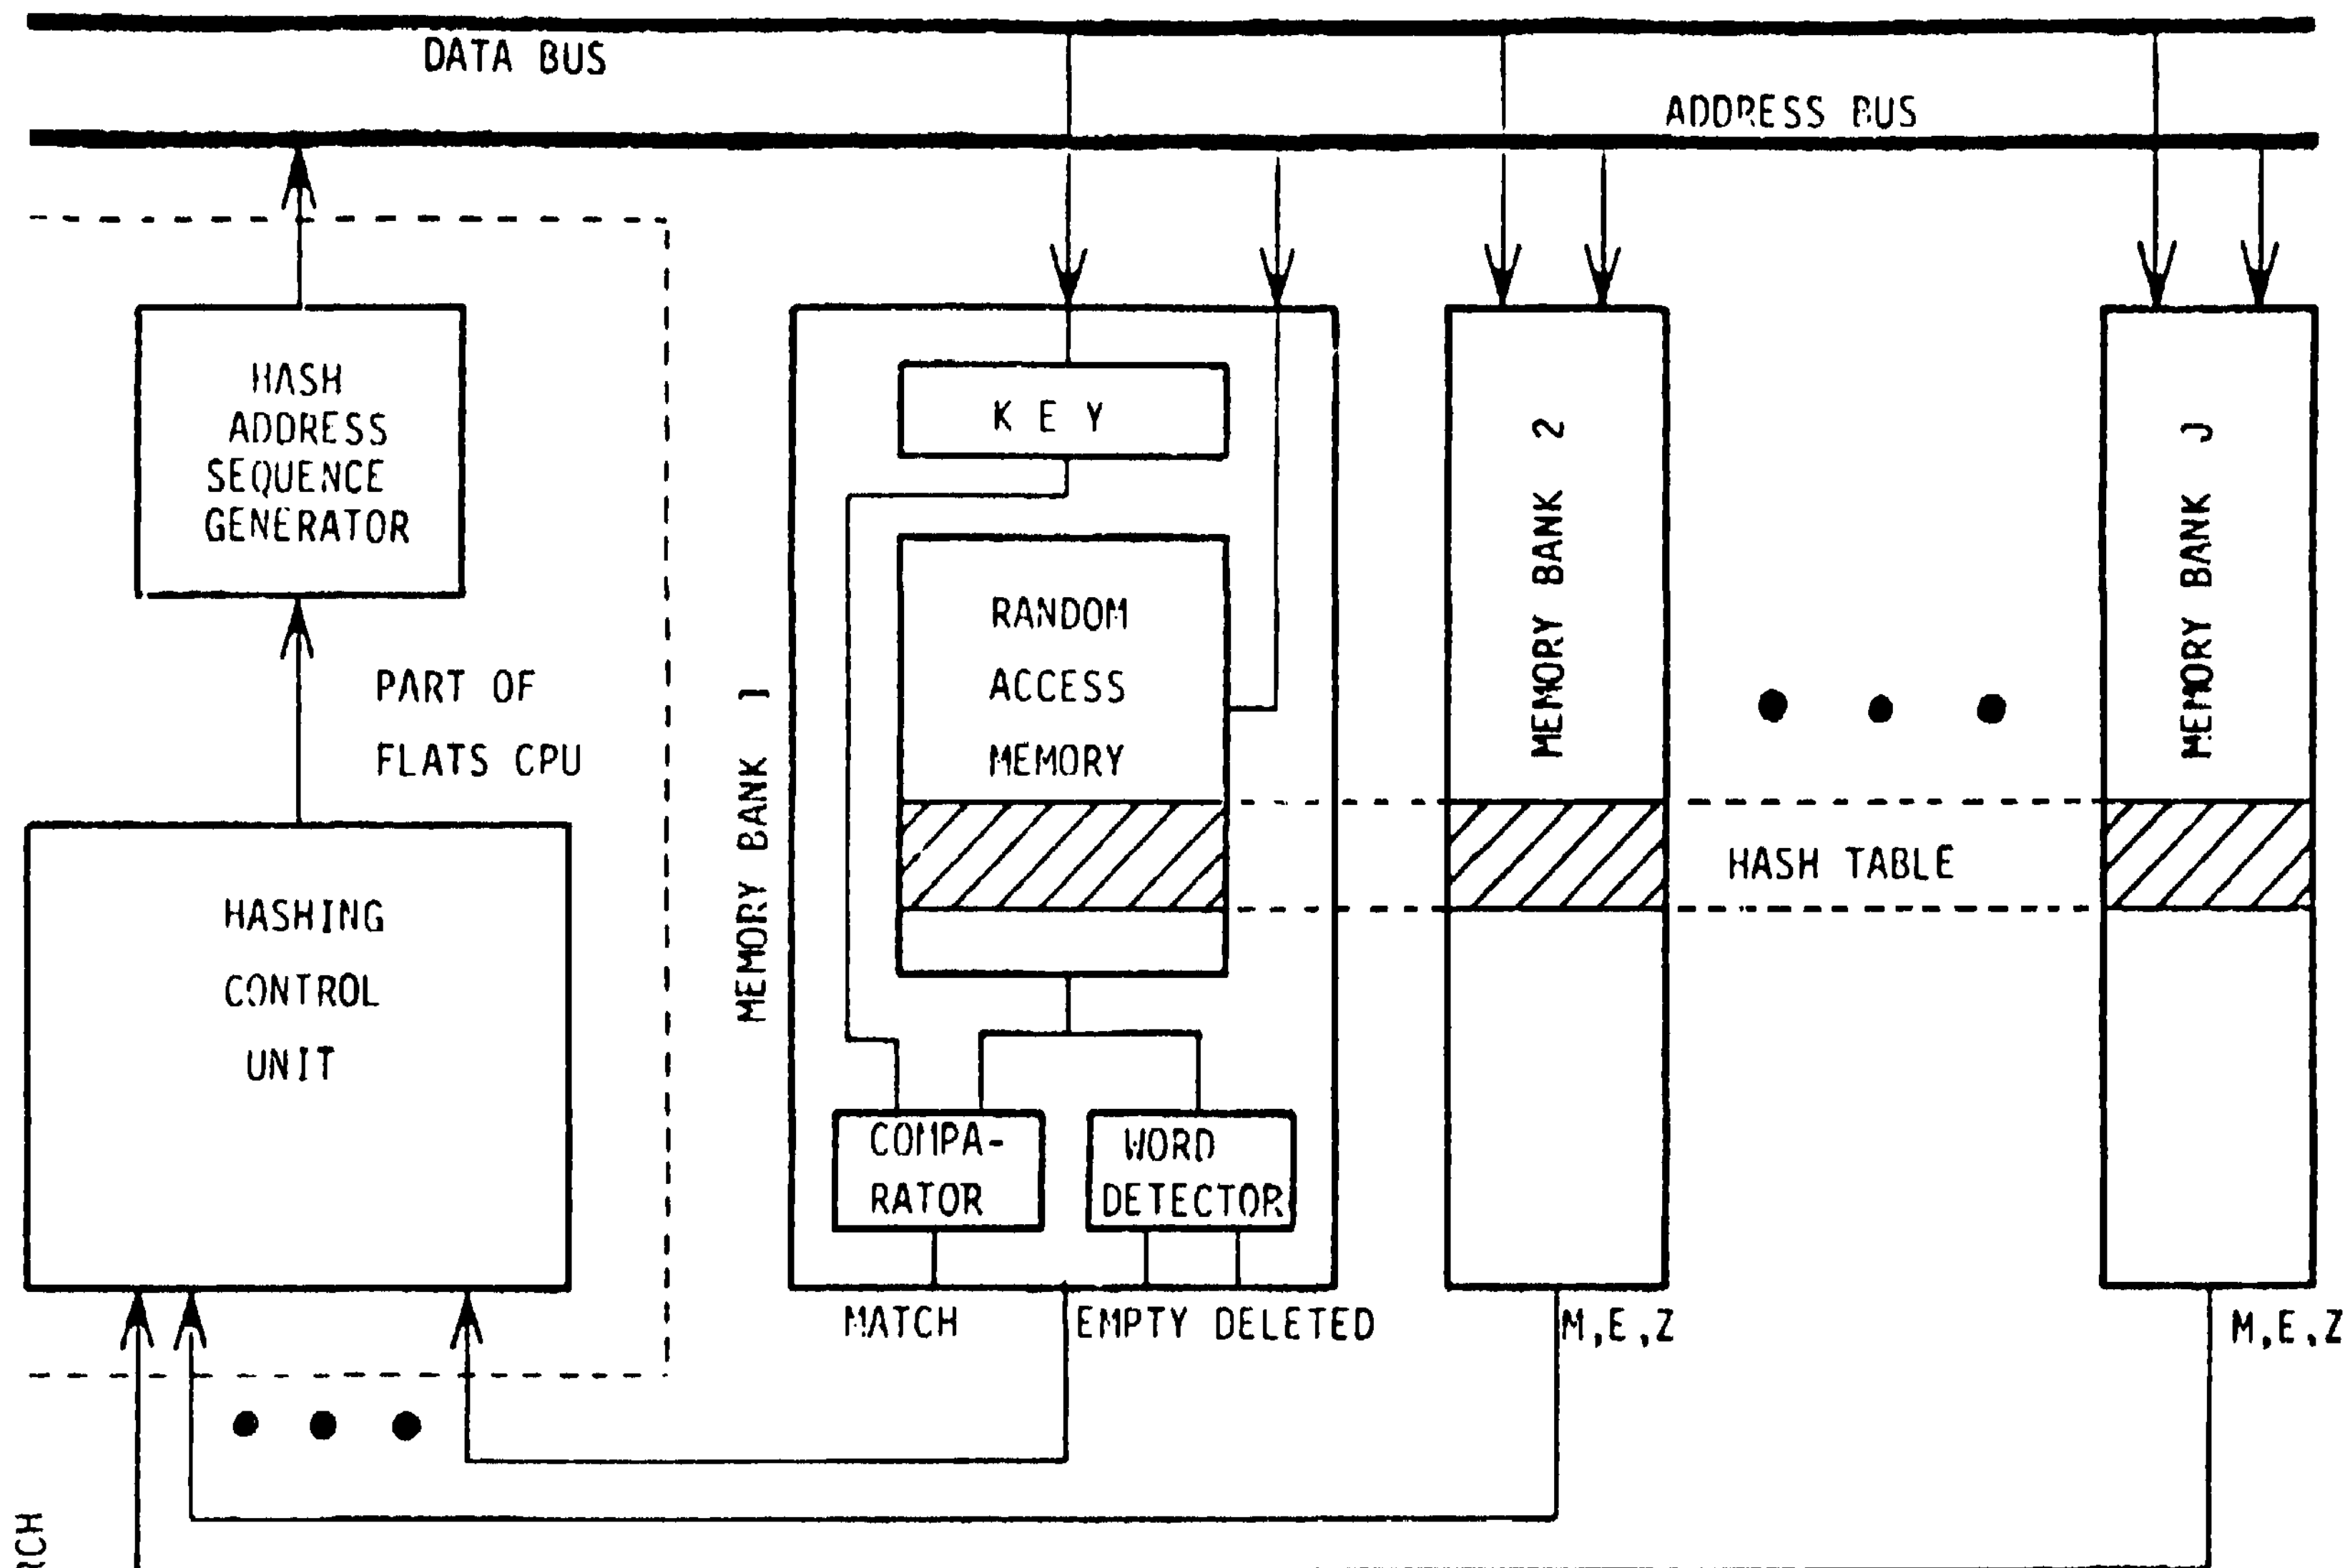 DATA BUS
ADDRESS BUS
HASH
ADDRESS
SEQUENCE
GENERATOR
PART OF
FLATS CPU
HASHING
CONTROL
UNIT
MEMORY BANK 1
K E Y
RANDOM
ACCESS
MEMORY
COMPA-
RATOR
WORD
DETECTOR
MATCH
EMPTY DELETED
MEMORY BANK 2
HASH TABLE
M,E,Z
MEMORY BANK J
M,E,Z